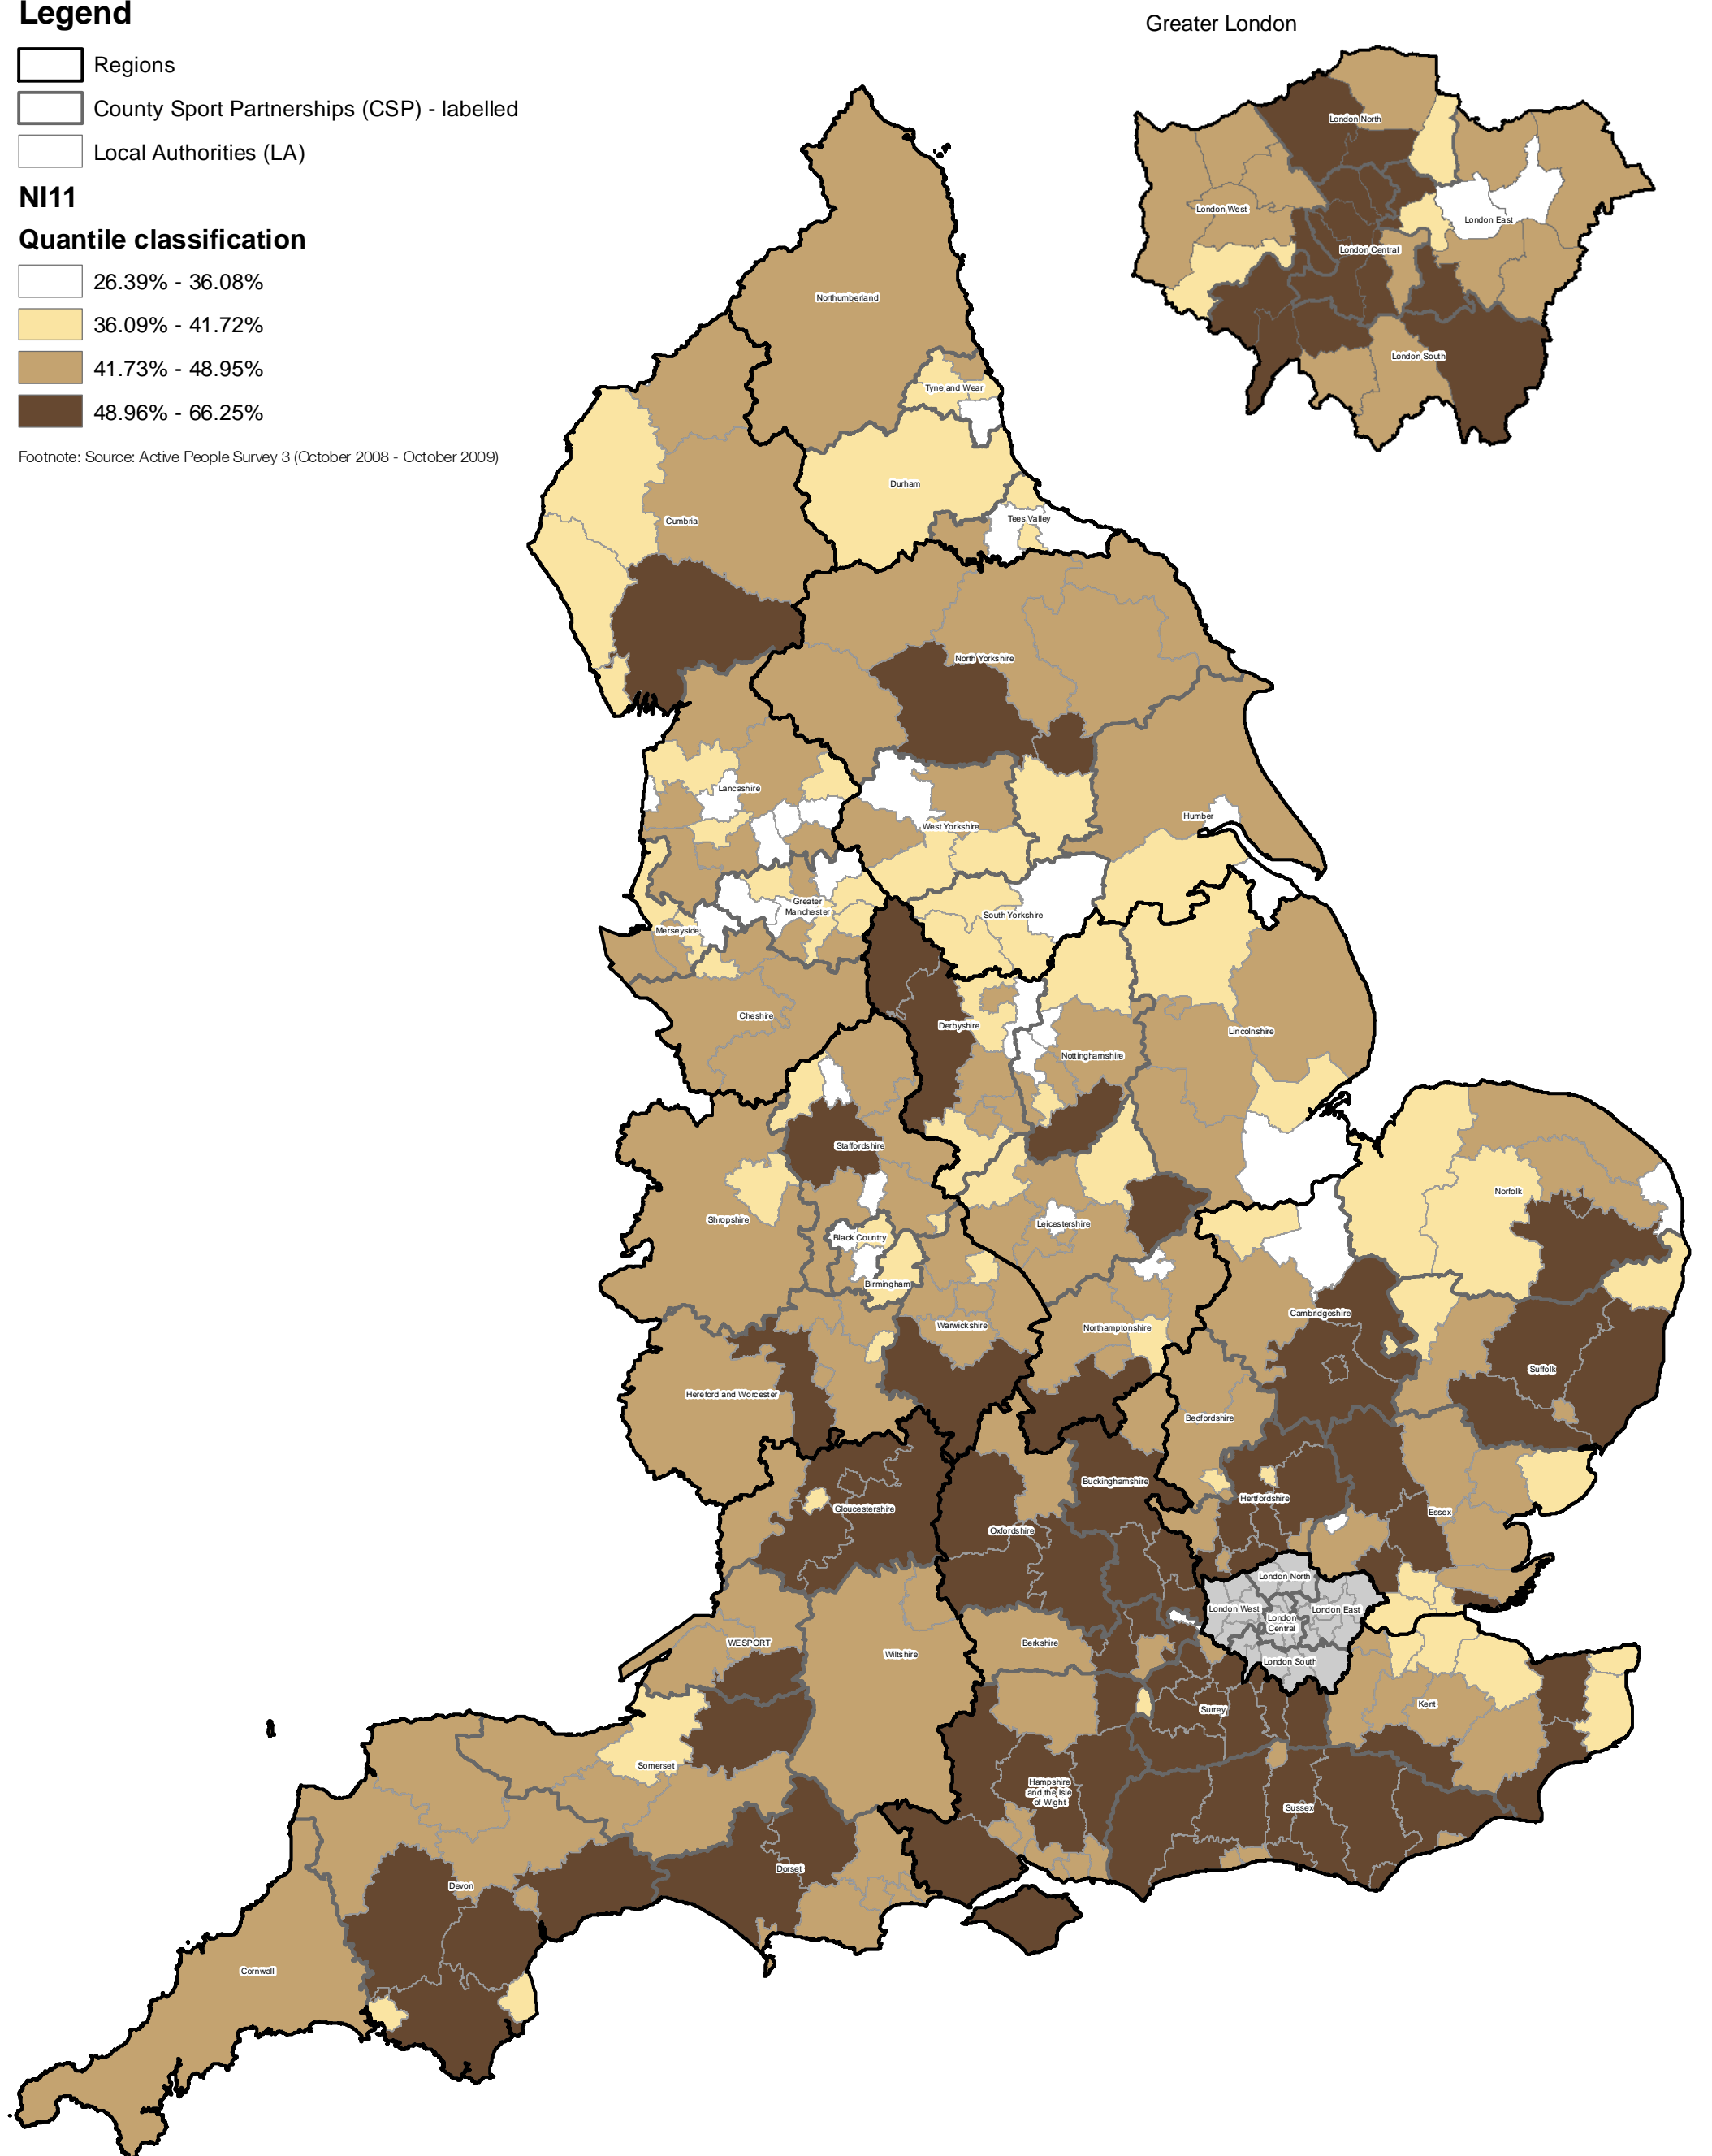 Legend
Regions
County Sport Partnerships (CSP) - labelled
Local Authorities (LA)
NI11
Quantile classification
26.39% - 36.08%
36.09% - 41.72%
41.73% - 48.95%
48.96% - 66.25%
Footnote: Source: Active People Survey 3 (October 2008 - October 2009)
Greater London
London North
London West
London East
London Central
London South
Northumberland
Tyne and Wear
Durham
Tees Valley
Cumbria
North Yorkshire
Lancashire
Humber
West Yorkshire
Greater
Manchester
South Yorkshire
Merseyside
Cheshire
Derbyshire
Lincolnshire
Nottinghamshire
Staffordshire
Norfolk
Shropshire
Leicestershire
Black Country
Birmingham
Cambridgeshire
Warwickshire
Northamptonshire
Suffolk
Hereford and Worcester
Bedfordshire
Buckinghamshire
Hertfordshire
Gloucestershire
Essex
Oxfordshire
London North
London West
London East
London
Central
London South
WESPORT
Berkshire
Wiltshire
Kent
Surrey
Somerset
Hampshire
and the Isle
of Wight
Sussex
Dorset
Devon
Cornwall